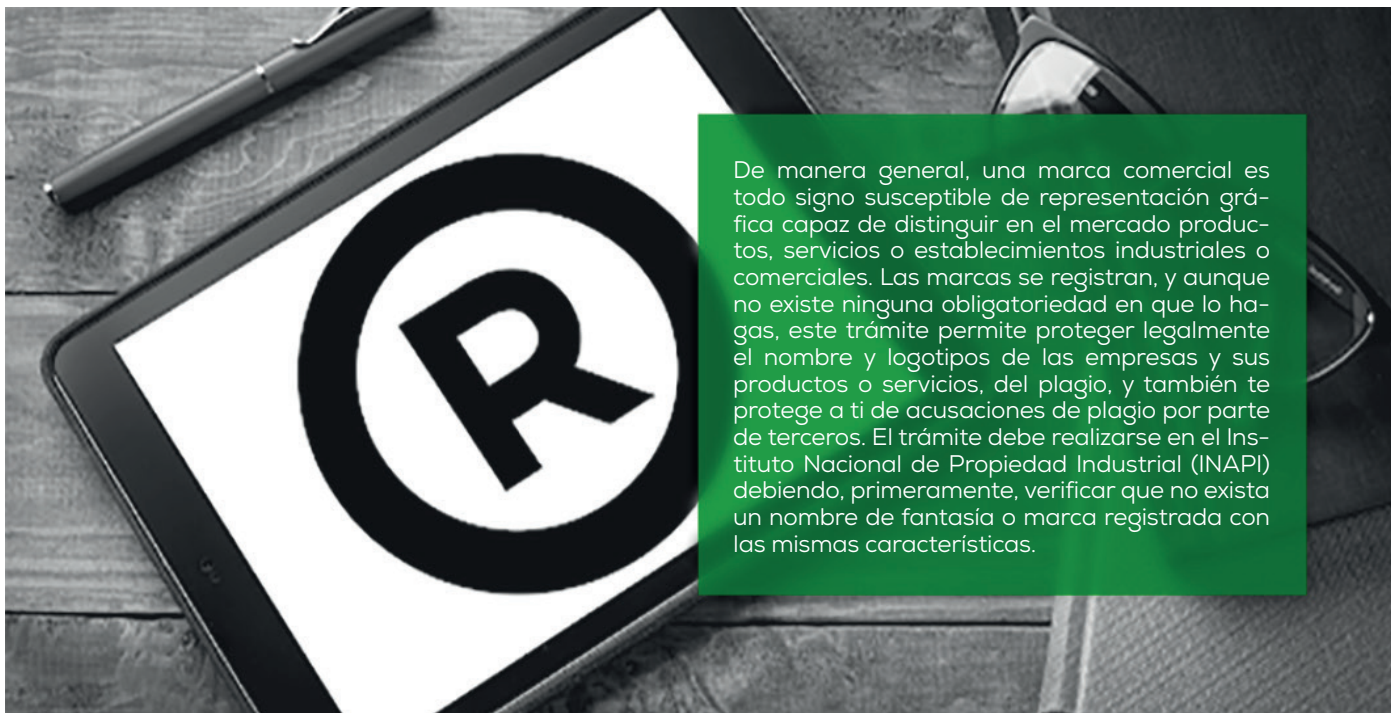 R
De manera general, una marca comercial es
todo signo susceptible de representación grá-
fica capaz de distinguir en el mercado produc-
tos, servicios o establecimientos industriales o
comerciales. Las marcas se registran, y aunque
no existe ninguna obligatoriedad en que lo ha-
gas, este trámite permite proteger legalmente
el nombre y logotipos de las empresas y sus
productos o servicios, del plagio, y también te
protege a ti de acusaciones de plagio por parte
de terceros. El trámite debe realizarse en el Ins-
tituto Nacional de Propiedad Industrial (INAPI)
debiendo, primeramente, verificar que no exista
un nombre de fantasía o marca registrada con
las mismas características.